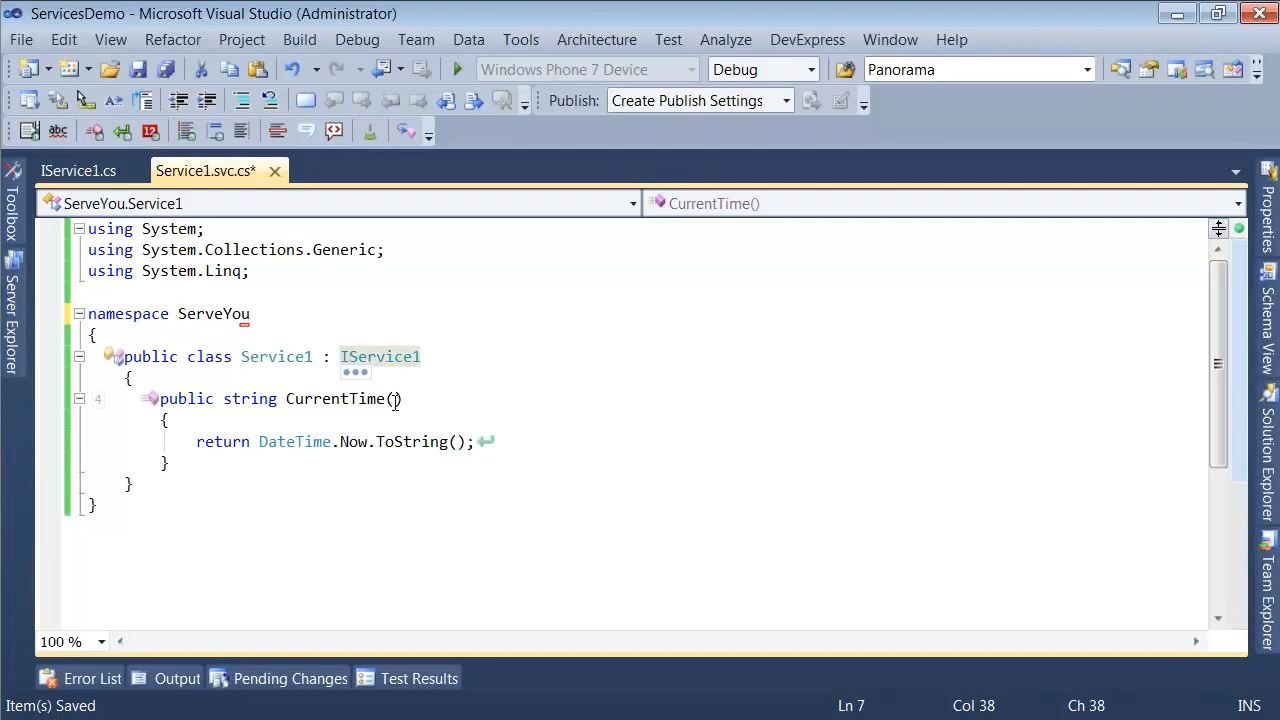 ServicesDemo - Microsoft Visual Studio (Administrator)
File Edit View Refactor Project Build Debug Team Data Tools Architecture Test Analyze DevExpress Window Help
Windows Phone 7 Device Debug Panorama
Publish: Create Publish Settings
abc 12
IService1.cs Service1.svc.cs*
ServeYou.Service1 CurrentTime()
using System;
using System.Collections.Generic;
using System.Linq;
namespace ServeYou
{
public class Service1 : IService1
{
4 public string CurrentTime()
{
return DateTime.Now.ToString();
}
}
}
100 %
Error List Output Pending Changes Test Results
Item(s) Saved Ln 7 Col 38 Ch 38 INS
Toolbox
Server Explorer
Properties
Schema View
Solution Explorer
Team Explorer